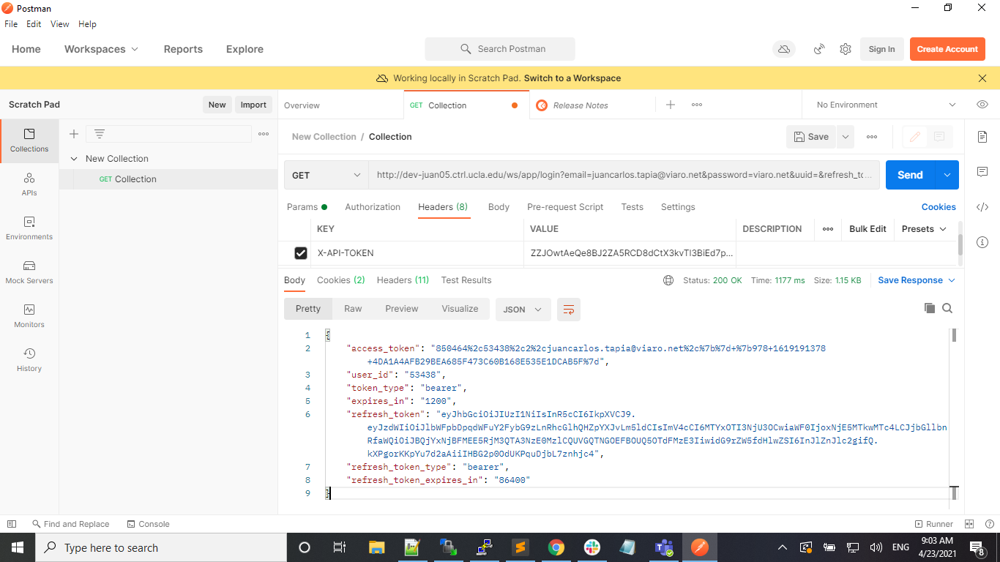 Postman
File Edit View Help
Home Workspaces Reports Explore Search Postman Sign In Create Account
Working locally in Scratch Pad. Switch to a Workspace
Scratch Pad New Import Overview GET Collection Release Notes No Environment
Collections
APIs
Environments
Mock Servers
Monitors
History
New Collection
GET Collection
New Collection / Collection Save
GET http://dev-juan05.ctrl.ucla.edu/ws/app/login?email=juancarlos.tapia@viaro.net&password=viaro.net&uuid=&refresh_tc... Send
Params Authorization Headers (8) Body Pre-request Script Tests Settings Cookies
KEY VALUE DESCRIPTION Bulk Edit Presets
X-API-TOKEN ZZJOwtAeQe8BJ2ZA5RCD8dCtX3kvTl3BiEd7p...
Body Cookies (2) Headers (11) Test Results Status: 200 OK Time: 1177 ms Size: 1.15 KB Save Response
Pretty Raw Preview Visualize JSON
1 {
2 "access_token": "850464%2c53438%2c2%2cjuancarlos.tapia@viaro.net%2c%7b%7d+%7b978+1619191378
+4DA1A4AFB29BEA685F473C60B168E535E1DCAB5F%7d",
3 "user_id": "53438",
4 "token_type": "bearer",
5 "expires_in": "1200",
6 "refresh_token": "eyJhbGciOiJIUzI1NiIsInR5cCI6IkpXVCJ9.
eyJzdWIiOiJlbWFpbDpqdWFuY2FybG9zLnRhcGlhQHZpYXJvLm5ldCIsImV4cCI6MTYxOTI3NjU3OCwiaWF0IjoxNjE5MTkwMTc4LCJjbGllbn
RfaWQiOiJBQjYxNjBFMEE5RjM3QTA3NzE0MzlCQUVGQTNGOEFBOUQ5OTdFMzE3IiwidG9rZW5fdHlwZSI6InJlZnJlc2gifQ.
kXPgorKKpYu7d2aAiiIHBG2p0OdUKPquDjbL7znhjc4",
7 "refresh_token_type": "bearer",
8 "refresh_token_expires_in": "86400"
9 }
Find and Replace Console Runner
Type here to search ENG 9:03 AM
4/23/2021
8